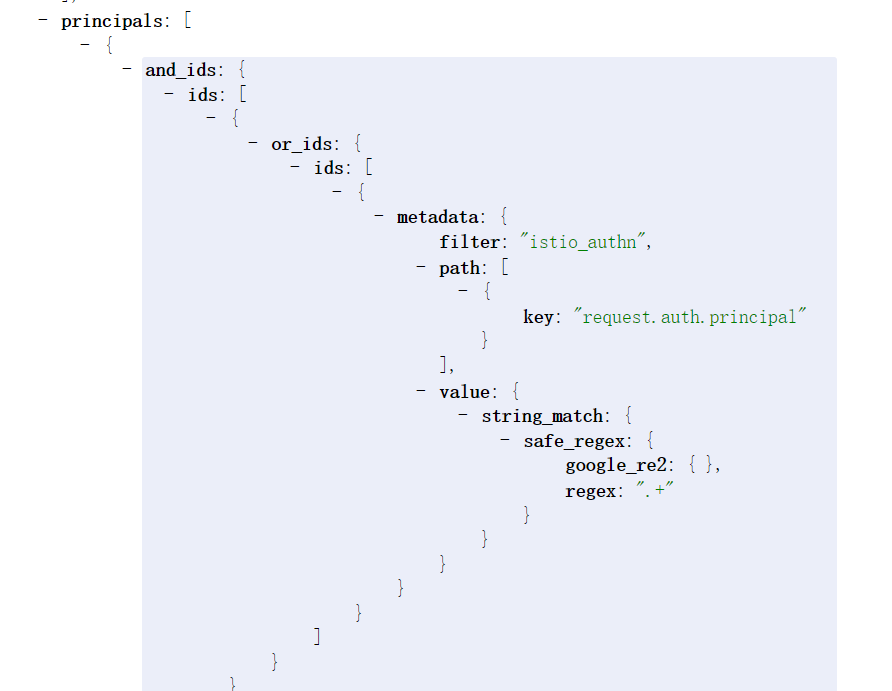 ],
- principals: [
- {
- and_ids: {
- ids: [
- {
- or_ids: {
- ids: [
- {
- metadata: {
filter: "istio_authn",
- path: [
- {
key: "request.auth.principal"
}
],
- value: {
- string_match: {
- safe_regex: {
google_re2: { },
regex: ".+"
}
}
}
}
}
]
}
}